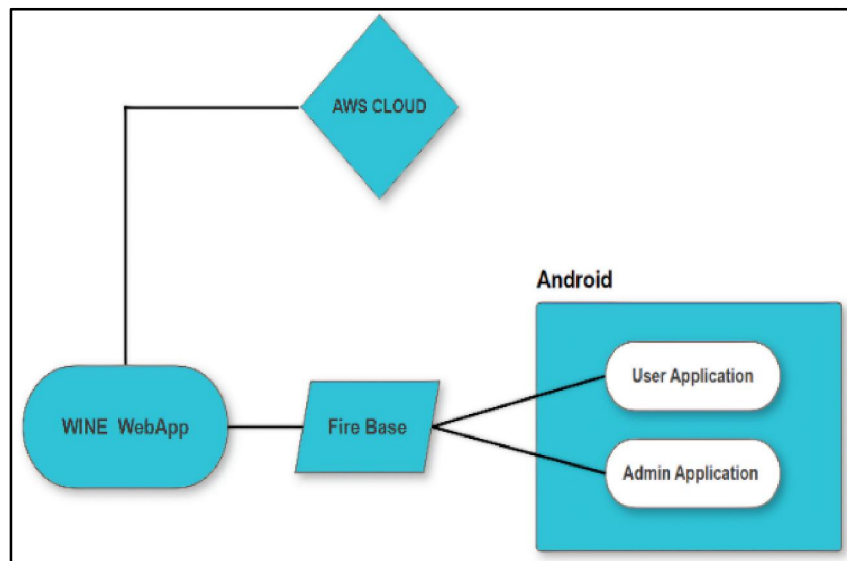 AWS CLOUD
Android
User Application
WINE WebApp
Fire Base
Admin Application